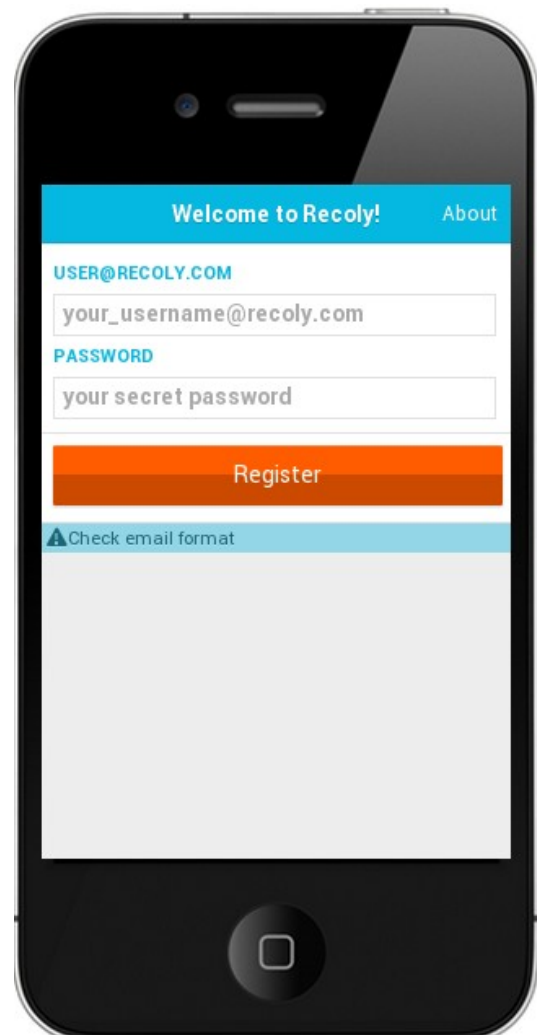 Welcome to Recoly! About
USER@RECOLY.COM
your_username@recoly.com
PASSWORD
your secret password
Register
Check email format